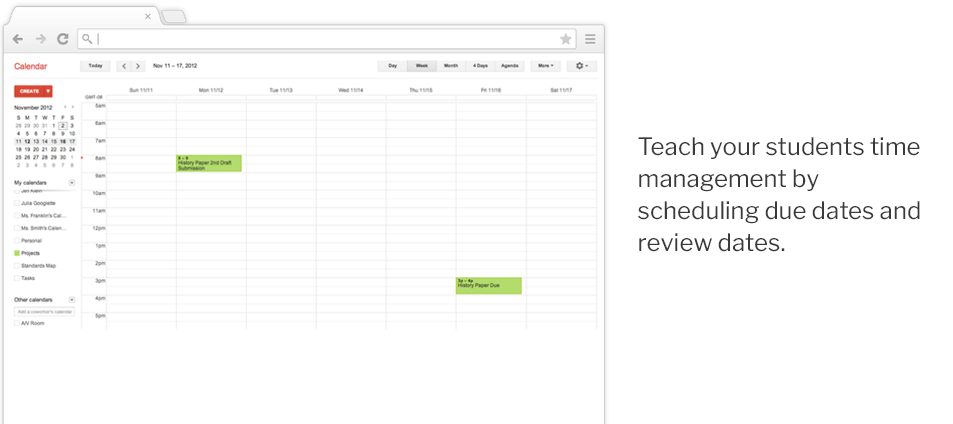 Calendar
Today
Nov 11 – 17, 2012
Day Week Month 4 Days Agenda
More
CREATE
November 2012
S M T W T F S
28 29 30 31 1 2 3
4 5 6 7 8 9 10
11 12 13 14 15 16 17
18 19 20 21 22 23 24
25 26 27 28 29 30 1
2 3 4 5 6 7 8
My calendars
Jen Klein
Julia Googlette
Ms. Franklin's Cal...
Ms. Smith's Calen...
Personal
Projects
Standards Map
Tasks
Other calendars
Add a coworker's calendar
A/V Room
Sun 11/11 Mon 11/12 Tue 11/13 Wed 11/14 Thu 11/15 Fri 11/16 Sat 11/17
GMT-08
5am
6am
7am
8am
9am
10am
11am
12pm
1pm
2pm
3pm
4pm
5pm
8 – 9
History Paper 2nd Draft
Submission
3p – 4p
History Paper Due
Teach your students time
management by
scheduling due dates and
review dates.